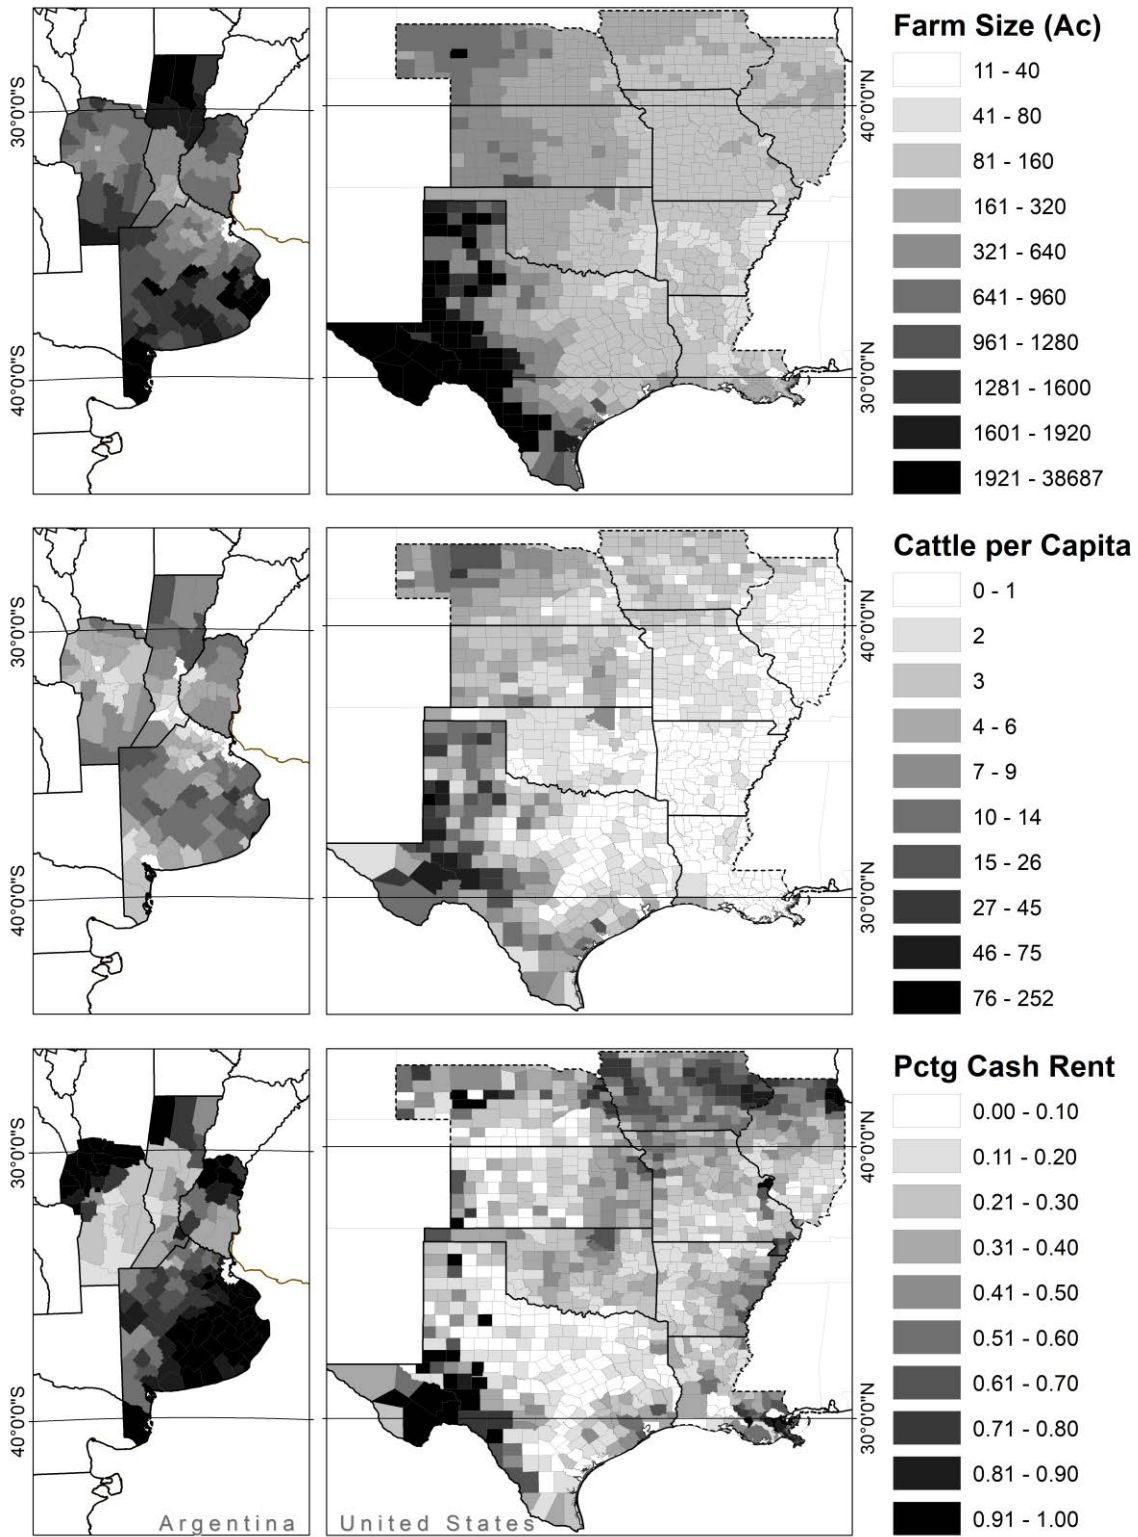 Farm Size (Ac)
11 - 40
41 - 80
81 - 160
161 - 320
321 - 640
641 - 960
961 - 1280
1281 - 1600
1601 - 1920
1921 - 38687
30°0'0"S
40°0'0"S
40°0'0"N
30°0'0"N
Cattle per Capita
0 - 1
2
3
4 - 6
7 - 9
10 - 14
15 - 26
27 - 45
46 - 75
76 - 252
30°0'0"S
40°0'0"S
40°0'0"N
30°0'0"N
Pctg Cash Rent
0.00 - 0.10
0.11 - 0.20
0.21 - 0.30
0.31 - 0.40
0.41 - 0.50
0.51 - 0.60
0.61 - 0.70
0.71 - 0.80
0.81 - 0.90
0.91 - 1.00
30°0'0"S
40°0'0"S
40°0'0"N
30°0'0"N
Argentina
United States